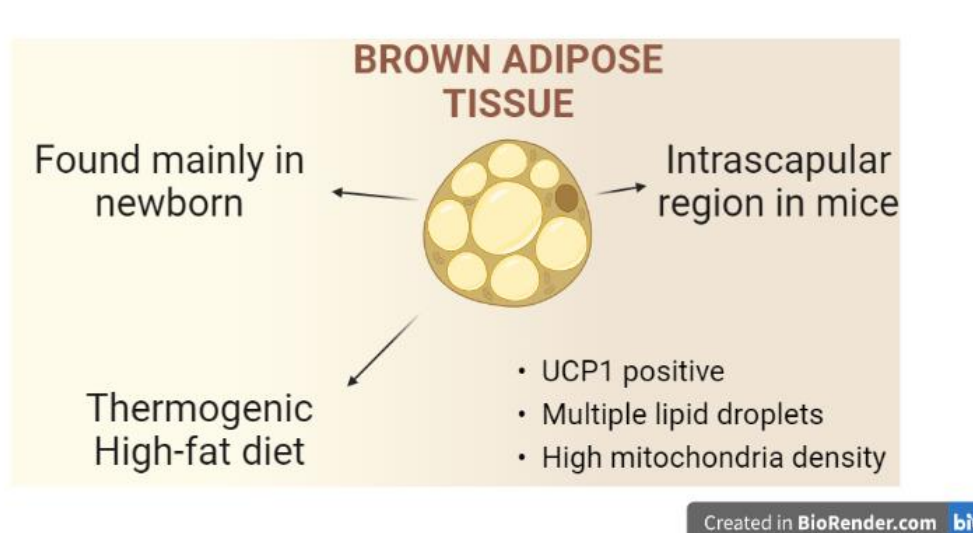 BROWN ADIPOSE
TISSUE
Found mainly in
newborn
Intrascapular
region in mice
Thermogenic
High-fat diet
• UCP1 positive
• Multiple lipid droplets
• High mitochondria density
Created in BioRender.com bi